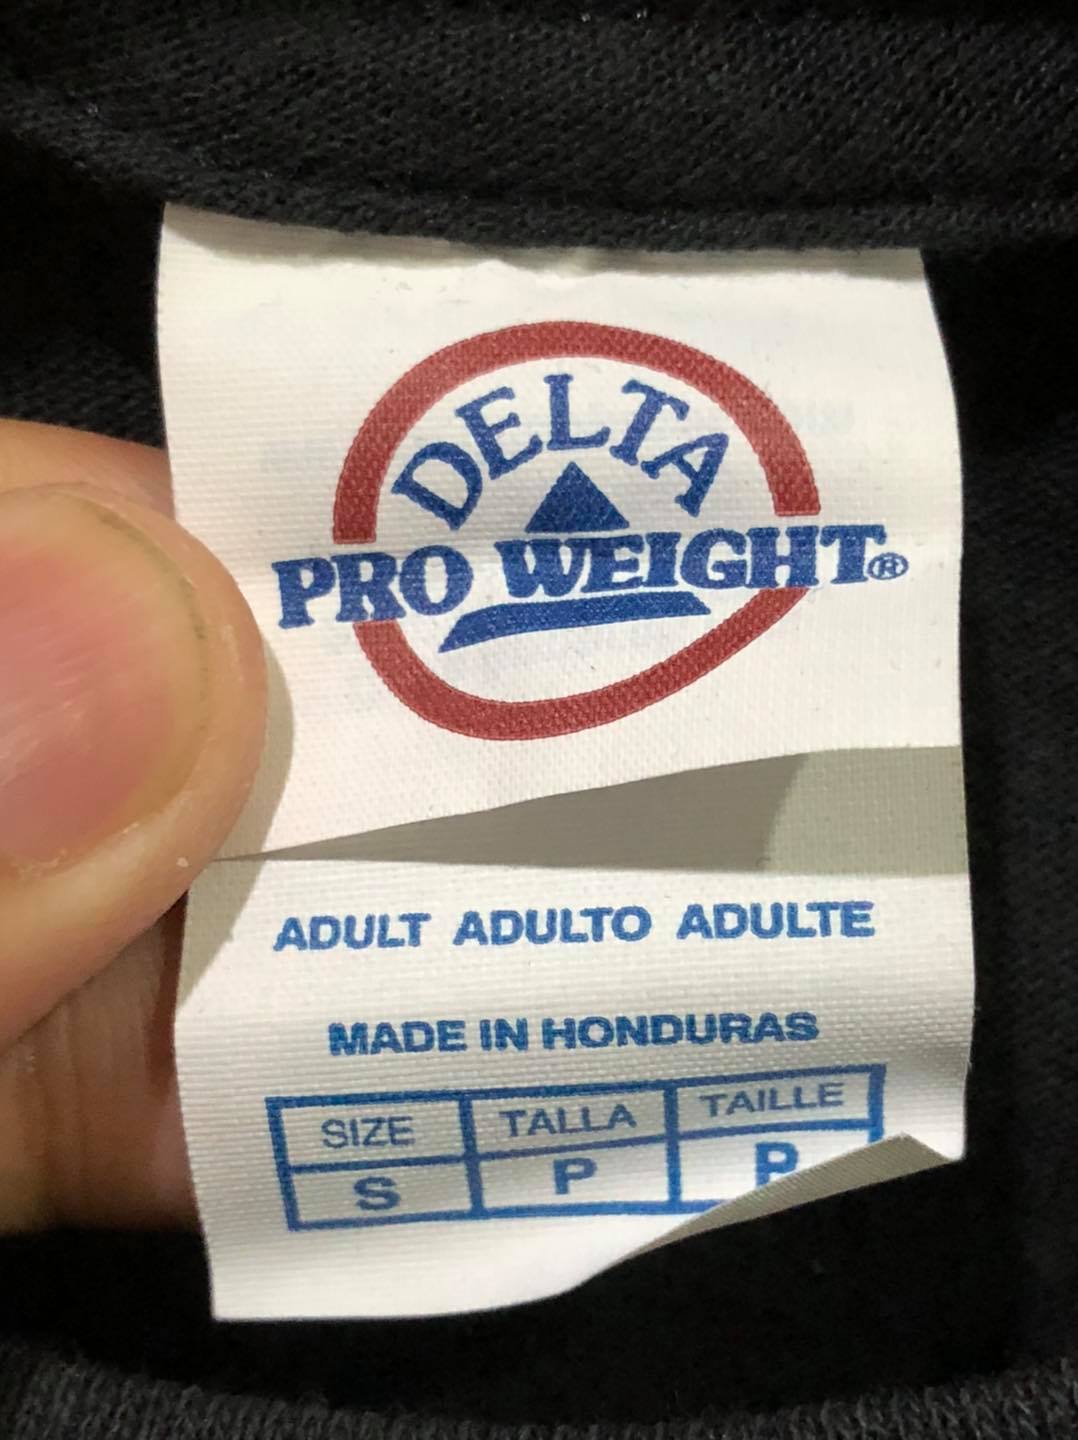 DELTA
PRO WEIGHT®
ADULT ADULTO ADULTE
MADE IN HONDURAS
SIZE TALLA TAILLE
S P P